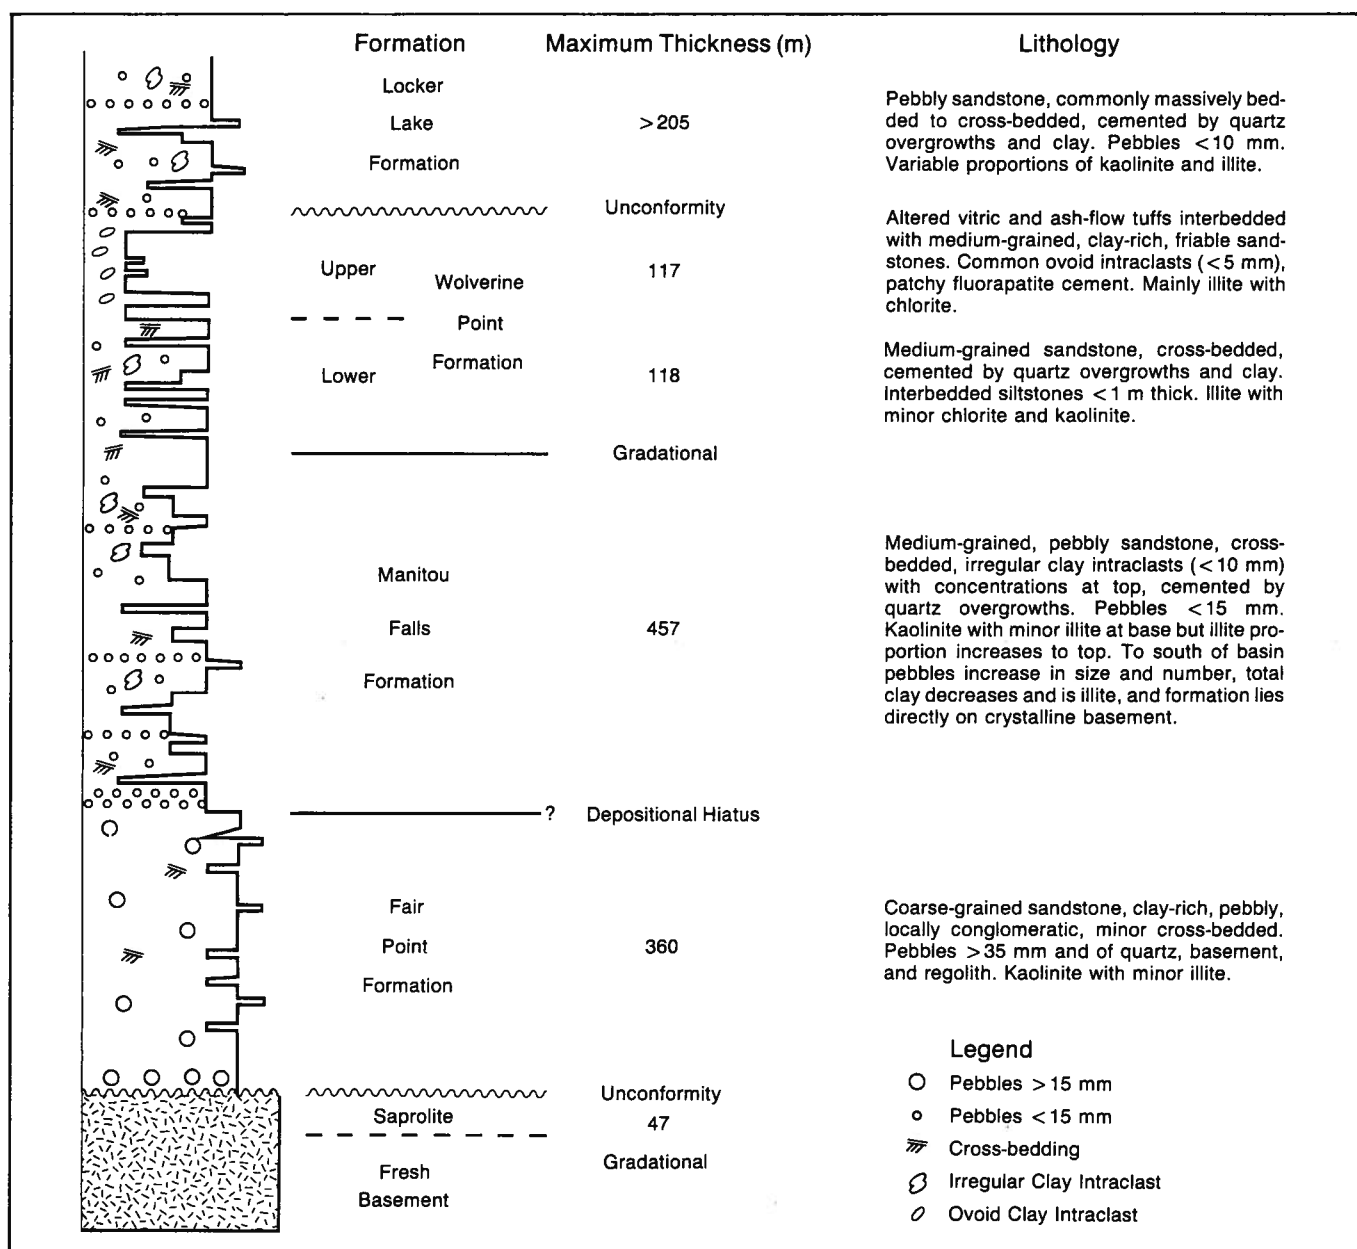 Formation Maximum Thickness (m) Lithology
Locker
Lake
Formation
>205
Pebbly sandstone, commonly massively bed-
ded to cross-bedded, cemented by quartz
overgrowths and clay. Pebbles <10 mm.
Variable proportions of kaolinite and illite.
Unconformity
Upper
Wolverine
Point
Formation
Lower
117
118
Altered vitric and ash-flow tuffs interbedded
with medium-grained, clay-rich, friable sand-
stones. Common ovoid intraclasts (<5 mm),
patchy fluorapatite cement. Mainly illite with
chlorite.
Medium-grained sandstone, cross-bedded,
cemented by quartz overgrowths and clay.
Interbedded siltstones <1 m thick. Illite with
minor chlorite and kaolinite.
Gradational
Manitou
Falls
Formation
457
Medium-grained, pebbly sandstone, cross-
bedded, irregular clay intraclasts (<10 mm)
with concentrations at top, cemented by
quartz overgrowths. Pebbles <15 mm.
Kaolinite with minor illite at base but illite pro-
portion increases to top. To south of basin
pebbles increase in size and number, total
clay decreases and is illite, and formation lies
directly on crystalline basement.
? Depositional Hiatus
Fair
Point
Formation
360
Coarse-grained sandstone, clay-rich, pebbly,
locally conglomeratic, minor cross-bedded.
Pebbles >35 mm and of quartz, basement,
and regolith. Kaolinite with minor illite.
Unconformity
Saprolite
47
Gradational
Fresh
Basement
Legend
Pebbles >15 mm
Pebbles <15 mm
Cross-bedding
Irregular Clay Intraclast
Ovoid Clay Intraclast